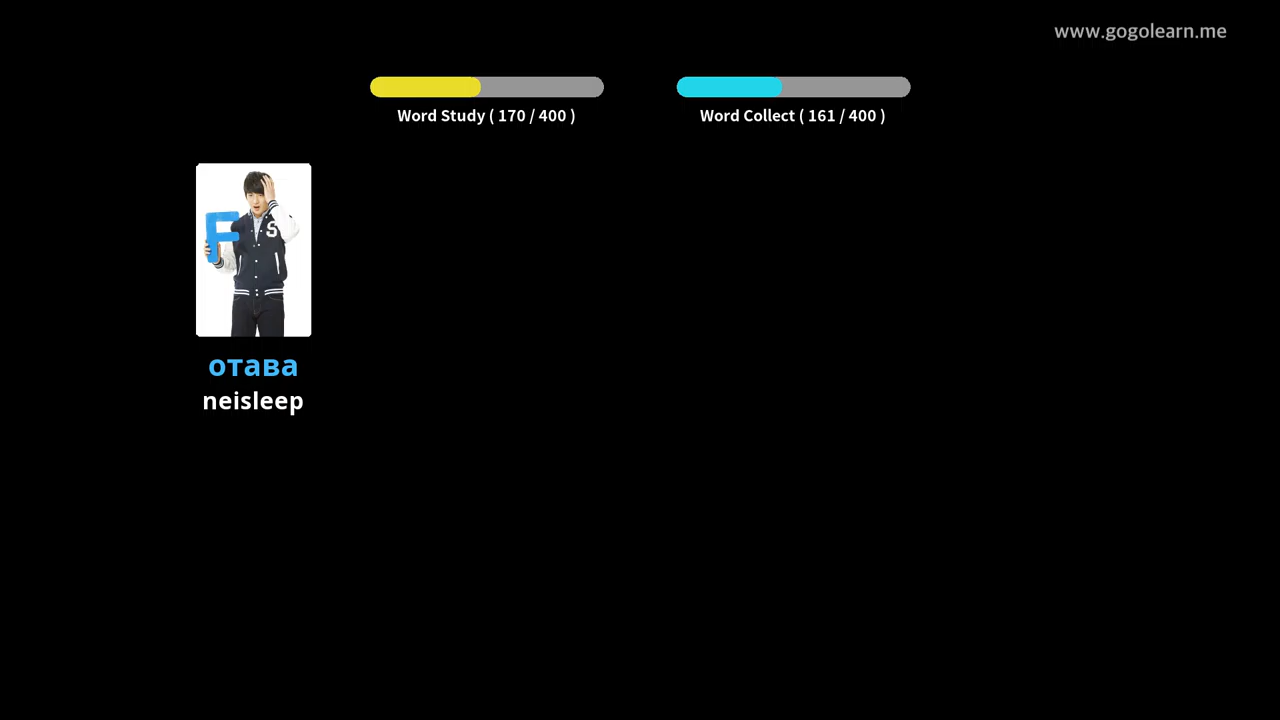 www.gogolearn.me
Word Study ( 170 / 400 )
Word Collect ( 161 / 400 )
F
S
отава
neisleep